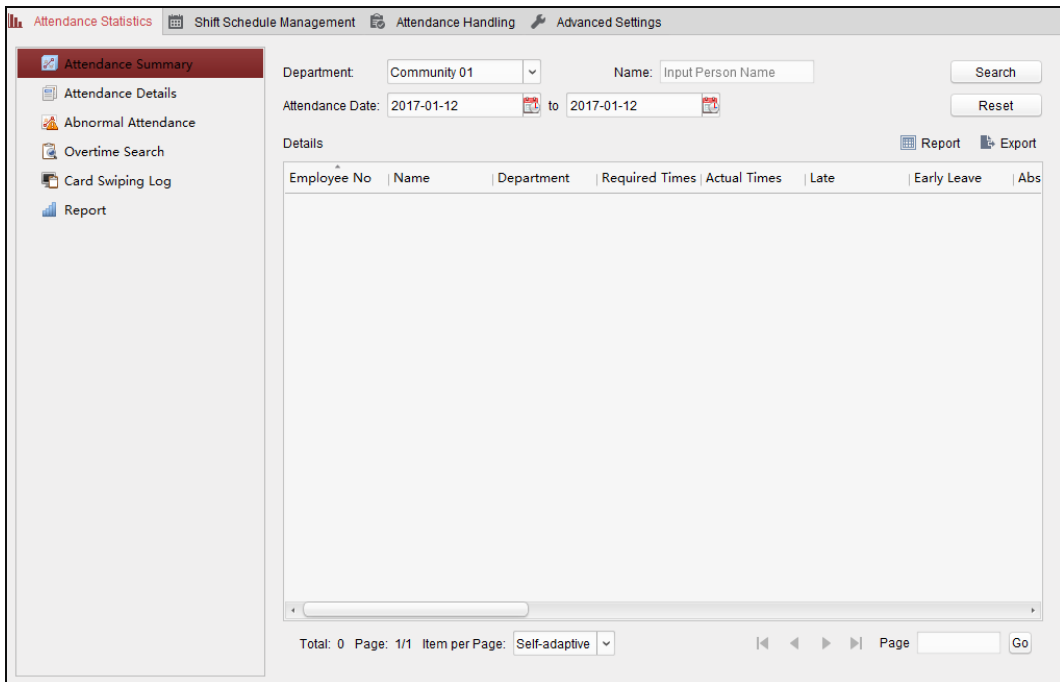 Attendance Statistics Shift Schedule Management Attendance Handling Advanced Settings
Attendance Summary
Attendance Details
Abnormal Attendance
Overtime Search
Card Swiping Log
Report
Department: Community 01 Name: Input Person Name Search
Attendance Date: 2017-01-12 to 2017-01-12 Reset
Details Report Export
Employee No Name Department Required Times Actual Times Late Early Leave Abs
Total: 0 Page: 1/1 Item per Page: Self-adaptive Page Go